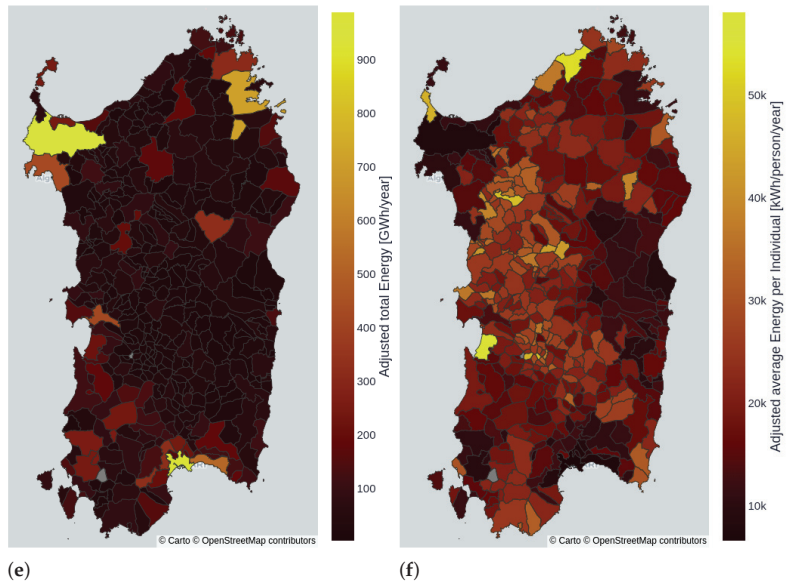 900
800
700
600
500
400
300
200
100
Adjusted total Energy [GWh/year]
© Carto © OpenStreetMap contributors
(e)
50k
40k
30k
20k
10k
Adjusted average Energy per Individual [kWh/person/year]
© Carto © OpenStreetMap contributors
(f)